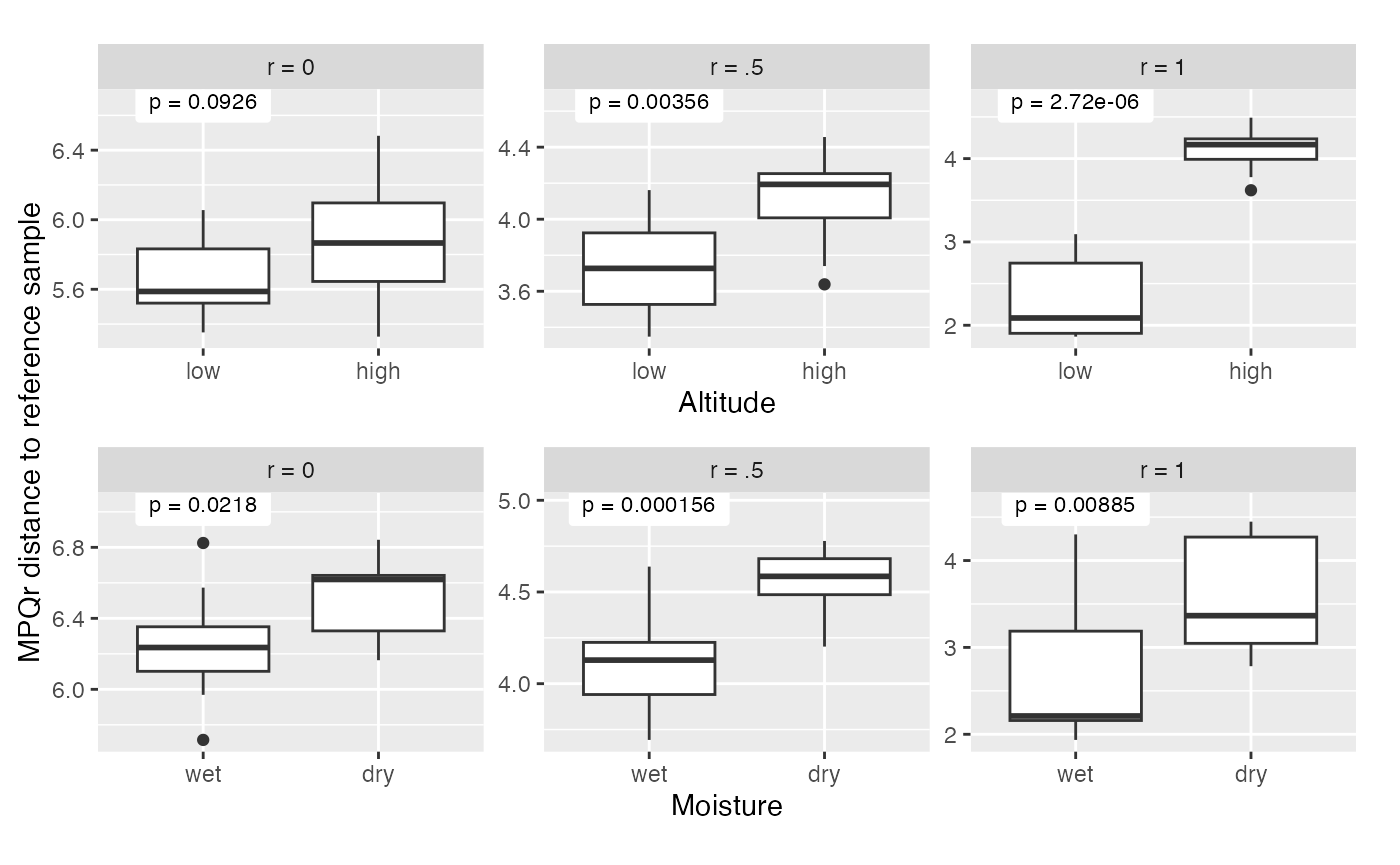 MPQr distance to reference sample
r = 0
r = .5
r = 1
p = 0.0926
p = 0.00356
p = 2.72e-06
6.4
6.0
5.6
4.4
4.0
3.6
4
3
2
low
high
low
high
low
high
Altitude
r = 0
r = .5
r = 1
p = 0.0218
p = 0.000156
p = 0.00885
6.8
6.4
6.0
5.0
4.5
4.0
4
3
2
wet
dry
wet
dry
wet
dry
Moisture